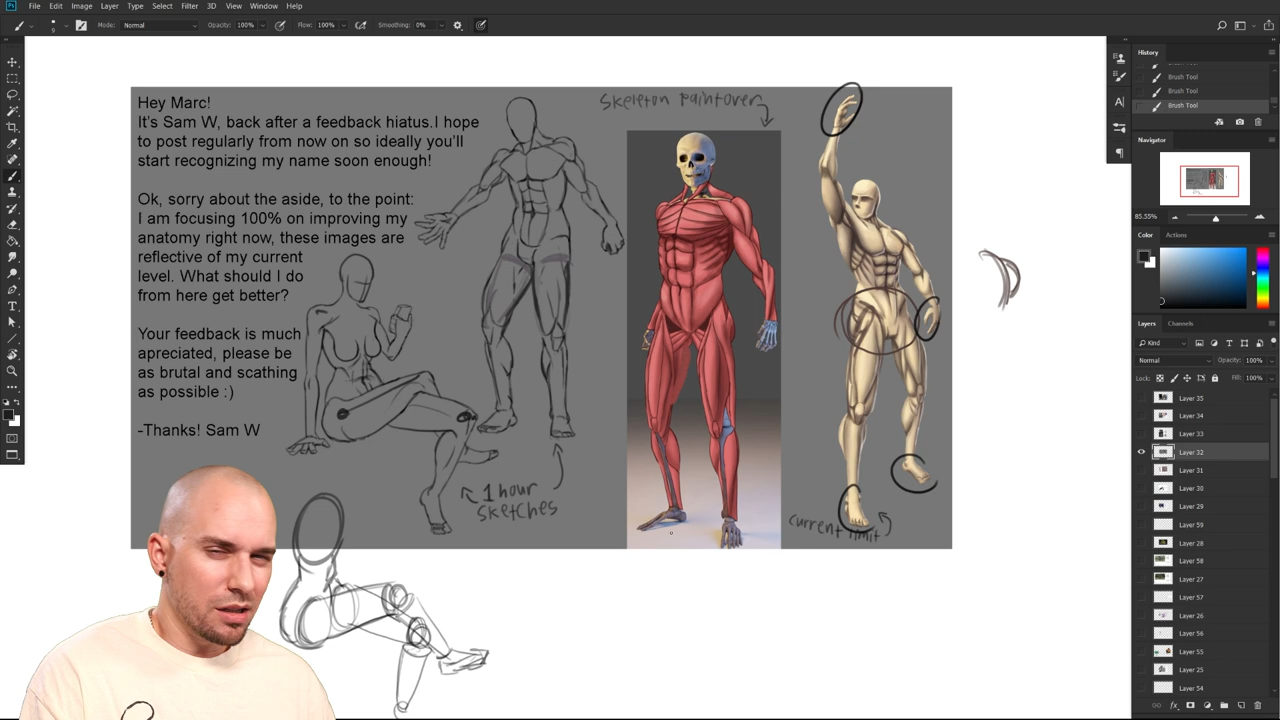 File Edit Image Layer Type Select Filter 3D View Window Help
9 Mode: Normal Opacity: 100% Flow: 100% Smoothing: 0%
Hey Marc!
It's Sam W, back after a feedback hiatus.I hope
to post regularly from now on so ideally you'll
start recognizing my name soon enough!
Ok, sorry about the aside, to the point:
I am focusing 100% on improving my
anatomy right now, these images are
reflective of my current
level. What should I do
from here get better?
Your feedback is much
apreciated, please be
as brutal and scathing
as possible :)
-Thanks! Sam W
1 hour
sketches
Skeleton paintover
current limit
History
Brush Tool
Brush Tool
Brush Tool
Navigator
85.55%
Color Actions
Layers Channels
Kind
Normal Opacity: 100%
Lock: Fill: 100%
Layer 35
Layer 34
Layer 33
Layer 32
Layer 31
Layer 30
Layer 29
Layer 59
Layer 28
Layer 58
Layer 27
Layer 57
Layer 26
Layer 56
Layer 55
Layer 25
Layer 54